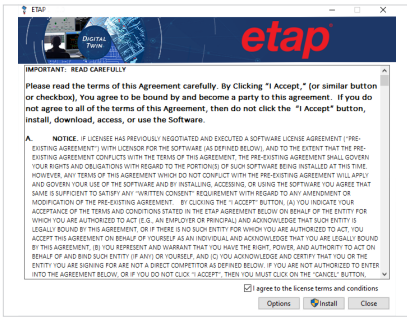 ETAP
DIGITAL
TWIN
etap
IMPORTANT: READ CAREFULLY
Please read the terms of this Agreement carefully. By Clicking "I Accept," (or similar button
or checkbox), You agree to be bound by and become a party to this agreement. If you do
not agree to all of the terms of this Agreement, then do not click the "I Accept" button,
install, download, access, or use the Software.
A. NOTICE. IF LICENSEE HAS PREVIOUSLY NEGOTIATED AND EXECUTED A SOFTWARE LICENSE AGREEMENT ("PRE-
EXISTING AGREEMENT") WITH LICENSOR FOR THE SOFTWARE (AS DEFINED BELOW), AND TO THE EXTENT THAT THE PRE-
EXISTING AGREEMENT CONFLICTS WITH THE TERMS OF THIS AGREEMENT, THE PRE-EXISTING AGREEMENT SHALL GOVERN
YOUR RIGHTS AND OBLIGATIONS WITH REGARD TO THE PORTION(S) OF SUCH SOFTWARE BEING INSTALLED AT THIS TIME.
HOWEVER, ANY TERMS OF THIS AGREEMENT WHICH DO NOT CONFLICT WITH THE PRE-EXISTING AGREEMENT WILL APPLY
AND GOVERN YOUR USE OF THE SOFTWARE AND BY INSTALLING, ACCESSING, OR USING THE SOFTWARE YOU AGREE THAT
SAME IS SUFFICIENT TO SATISFY ANY "WRITTEN CONSENT" REQUIREMENT WITH REGARD TO ANY AMENDMENT OR
MODIFICATION OF THE PRE-EXISTING AGREEMENT. BY CLICKING THE "I ACCEPT" BUTTON, (A) YOU INDICATE YOUR
ACCEPTANCE OF THE TERMS AND CONDITIONS STATED IN THE ETAP AGREEMENT BELOW ON BEHALF OF THE ENTITY FOR
WHICH YOU ARE AUTHORIZED TO ACT (E.G., AN EMPLOYER OR PRINCIPAL) AND ACKNOWLEDGE THAT SUCH ENTITY IS
LEGALLY BOUND BY THIS AGREEMENT, OR IF THERE IS NO SUCH ENTITY FOR WHICH YOU ARE AUTHORIZED TO ACT, YOU
ACCEPT THIS AGREEMENT ON BEHALF OF YOURSELF AS AN INDIVIDUAL AND ACKNOWLEDGE THAT YOU ARE LEGALLY BOUND
BY THIS AGREEMENT, (B) YOU REPRESENT AND WARRANT THAT YOU HAVE THE RIGHT, POWER, AND AUTHORITY TO ACT ON
BEHALF OF AND BIND SUCH ENTITY (IF ANY) OR YOURSELF, AND (C) YOU ACKNOWLEDGE AND CERTIFY THAT YOU OR THE
ENTITY YOU ARE SIGNING FOR ARE NOT A DIRECT COMPETITOR AS DEFINED BELOW. IF YOU ARE NOT AUTHORIZED TO ENTER
INTO THE AGREEMENT BELOW, OR IF YOU DO NOT CLICK "I ACCEPT", THEN YOU MUST CLICK ON THE "CANCEL" BUTTON,
I agree to the license terms and conditions
Options
Install
Close